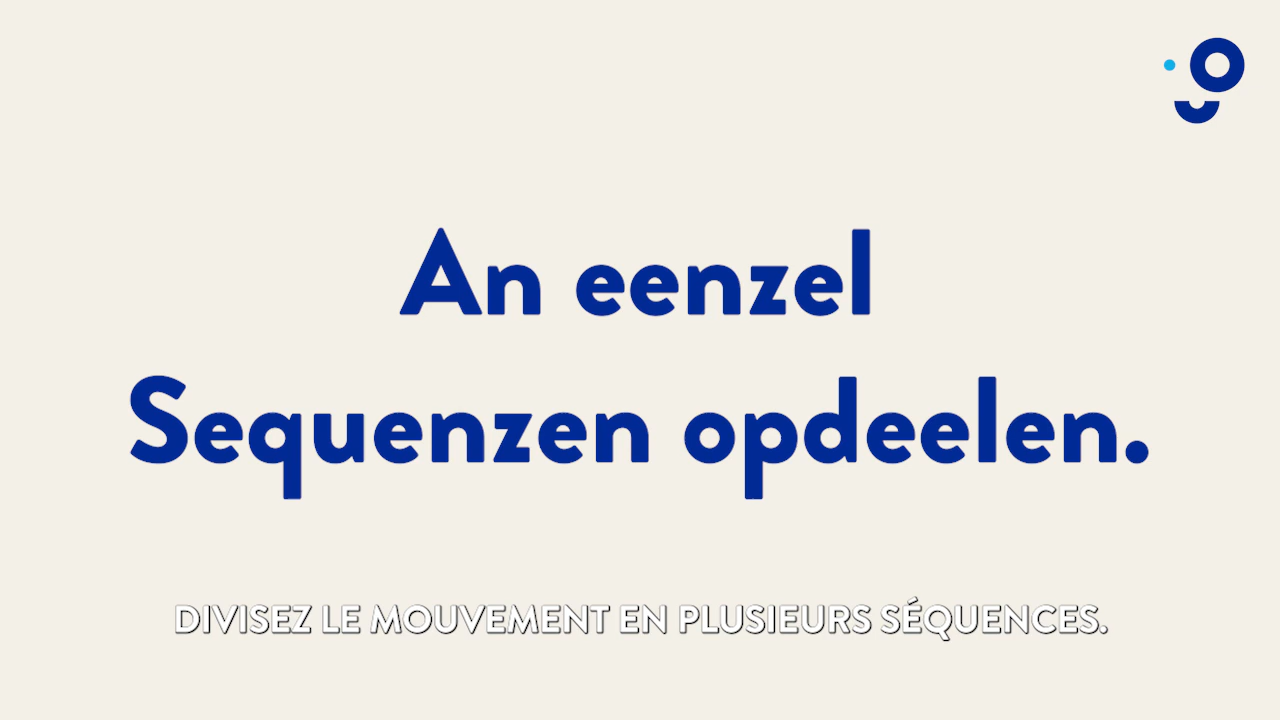 An eenzel
Sequenzen opdeelen.
DIVISEZ LE MOUVEMENT EN PLUSIEURS SÉQUENCES.